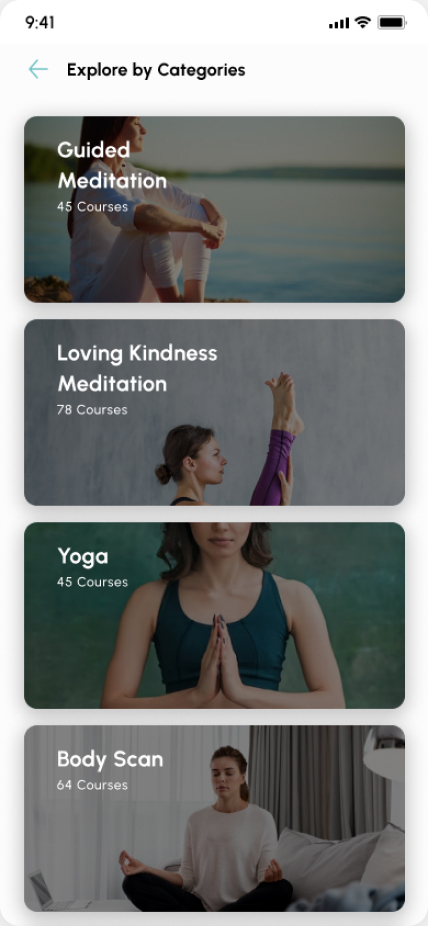 9:41
Explore by Categories
Guided
Meditation
45 Courses
Loving Kindness
Meditation
78 Courses
Yoga
45 Courses
Body Scan
64 Courses